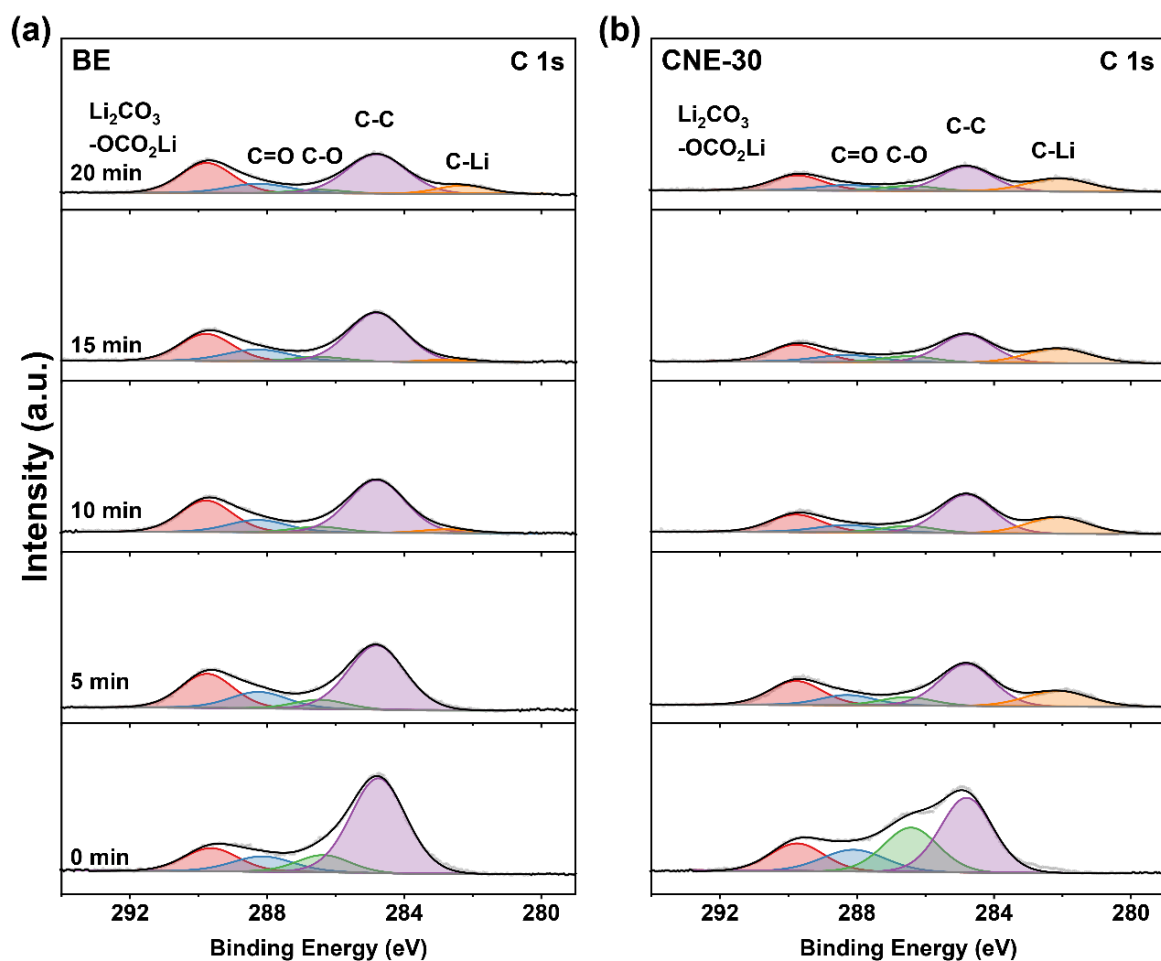 (a)
BE
C 1s
Li₂CO₃
-OCO₂Li
C=O
C-O
C-C
C-Li
20 min
15 min
10 min
5 min
0 min
292
288
284
280
Binding Energy (eV)
Intensity (a.u.)
(b)
CNE-30
C 1s
Li₂CO₃
-OCO₂Li
C=O
C-O
C-C
C-Li
292
288
284
280
Binding Energy (eV)